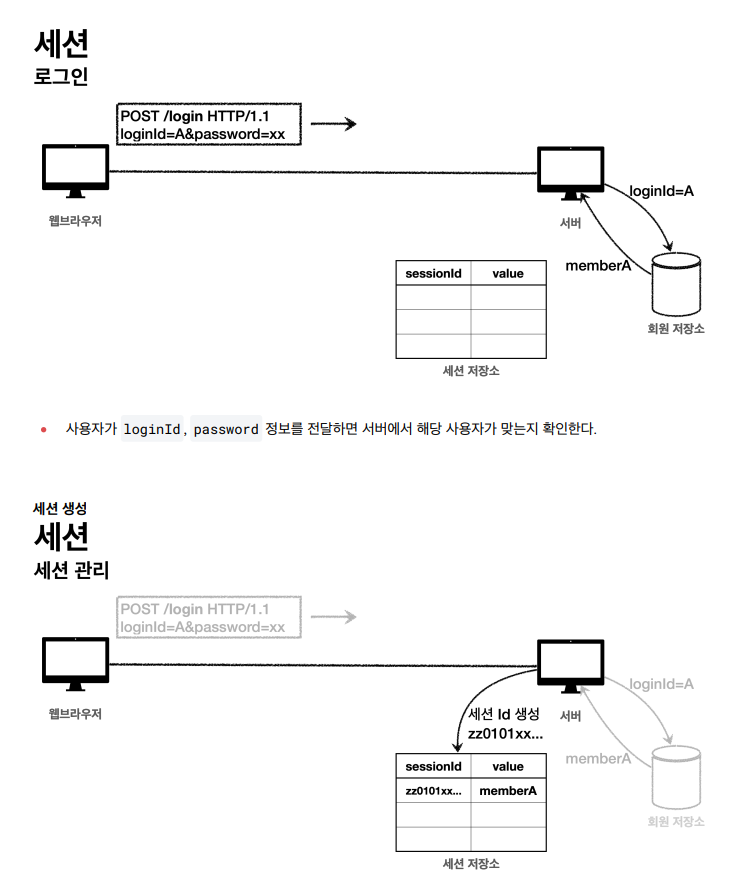 세션
로그인
POST /login HTTP/1.1
loginId=A&password=xx
웹브라우저
서버
loginId=A
memberA
회원 저장소
sessionId value
세션 저장소
사용자가 loginId, password 정보를 전달하면 서버에서 해당 사용자가 맞는지 확인한다.
세션 생성
세션
세션 관리
POST /login HTTP/1.1
loginId=A&password=xx
웹브라우저
서버
loginId=A
세션 Id 생성
zz0101xx...
memberA
회원 저장소
sessionId value
zz0101xx... memberA
세션 저장소